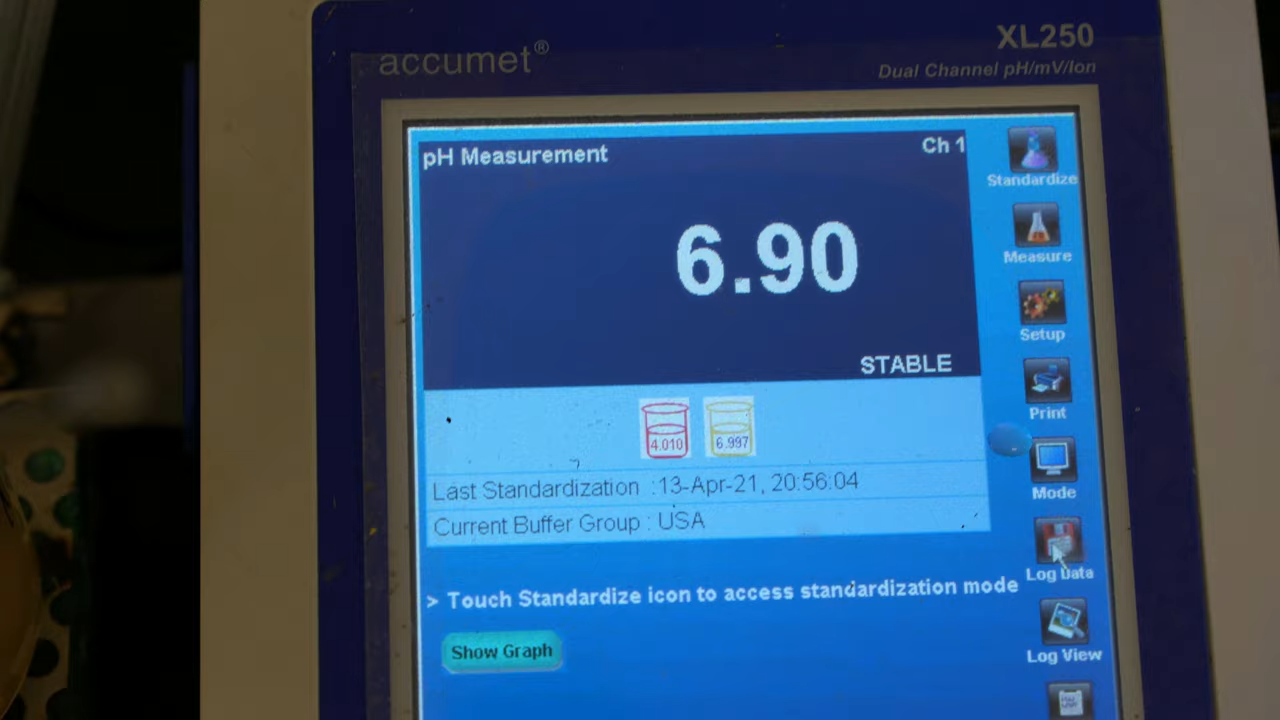 accumet®
XL250
Dual Channel pH/mV/Ion
pH Measurement
Ch 1
6.90
STABLE
4.010
6.997
Last Standardization :13-Apr-21, 20:56:04
Current Buffer Group : USA
> Touch Standardize icon to access standardization mode
Show Graph
Standardize
Measure
Setup
Print
Mode
Log Data
Log View